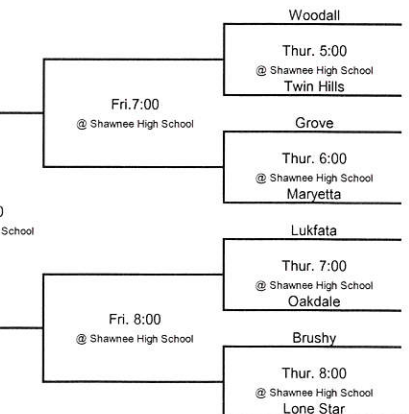 Woodall
Thur. 5:00
@ Shawnee High School
Twin Hills
Fri.7:00
@ Shawnee High School
Grove
Thur. 6:00
@ Shawnee High School
Maryetta
0
School
Lukfata
Thur. 7:00
@ Shawnee High School
Oakdale
Fri. 8:00
@ Shawnee High School
Brushy
Thur. 8:00
@ Shawnee High School
Lone Star